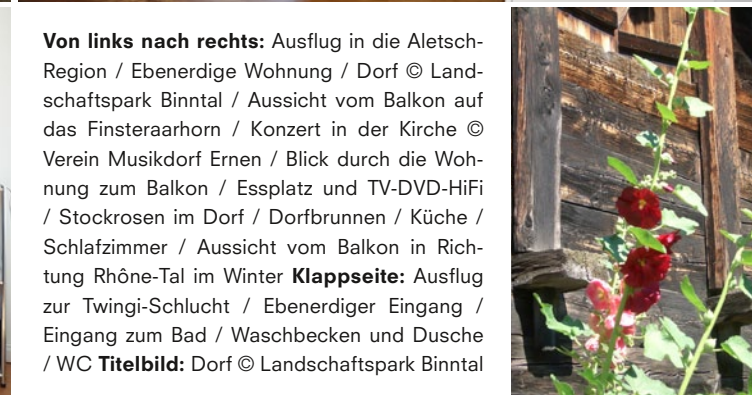 Von links nach rechts: Ausflug in die Aletsch-
Region / Ebenerdige Wohnung / Dorf © Land-
schaftspark Binntal / Aussicht vom Balkon auf
das Finsteraarhorn / Konzert in der Kirche ©
Verein Musikdorf Ernen / Blick durch die Woh-
nung zum Balkon / Essplatz und TV-DVD-HiFi
/ Stockrosen im Dorf / Dorfbrunnen / Küche /
Schlafzimmer / Aussicht vom Balkon in Rich-
tung Rhône-Tal im Winter Klappseite: Ausflug
zur Twingi-Schlucht / Ebenerdiger Eingang /
Eingang zum Bad / Waschbecken und Dusche
/ WC Titelbild: Dorf © Landschaftspark Binntal